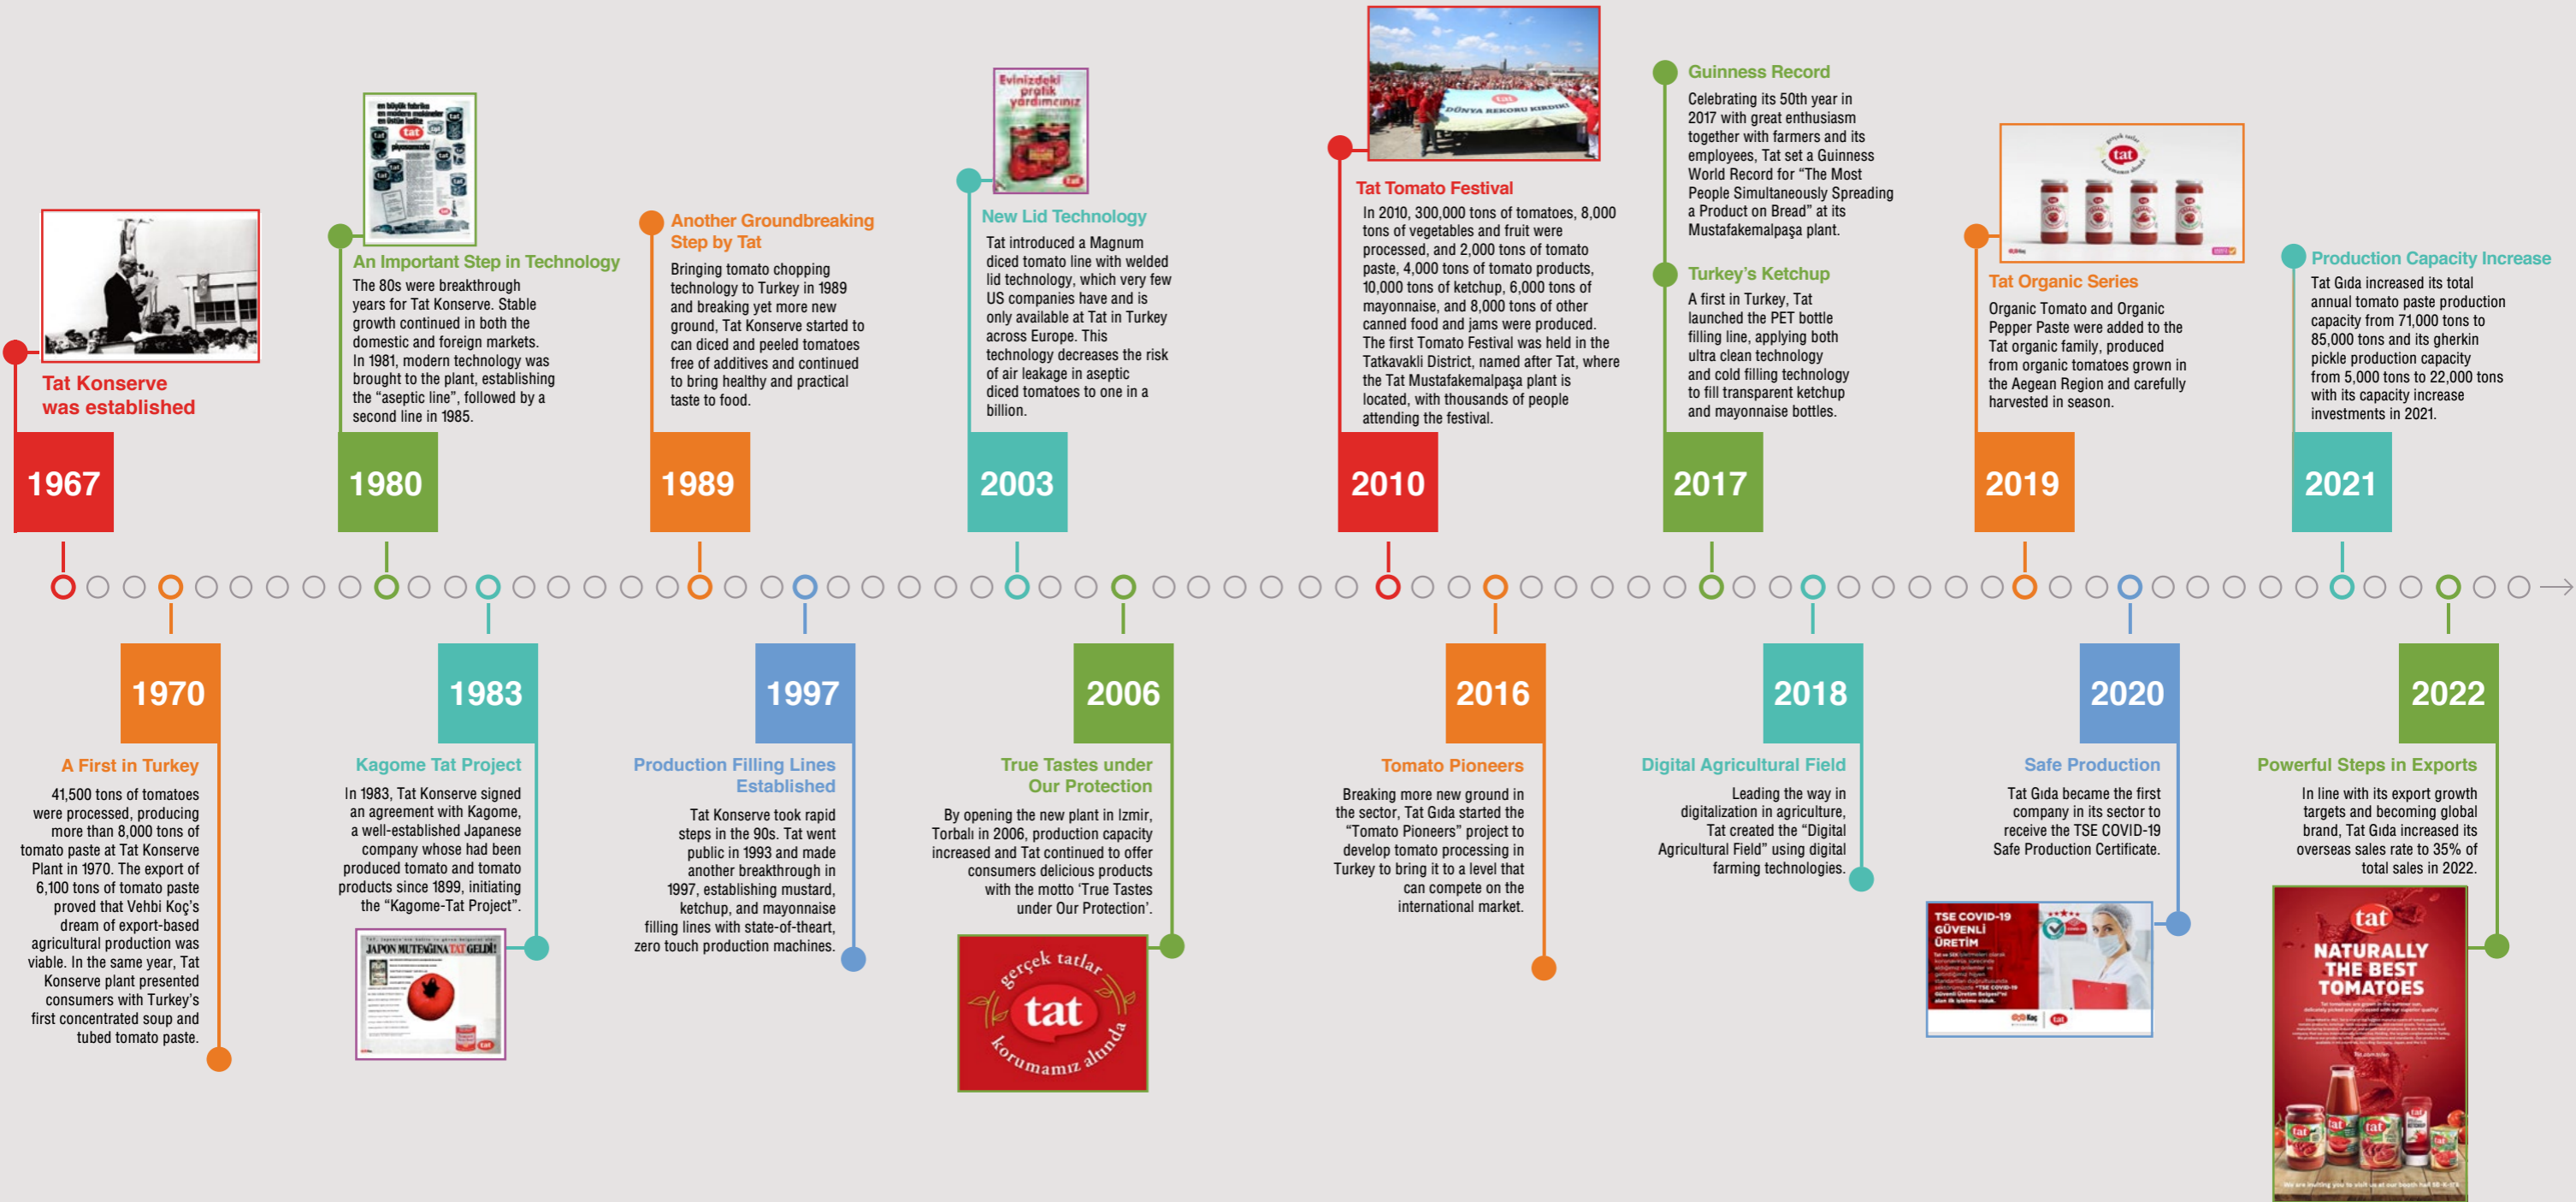 Tat Konserve
was established
1967
1970
A First in Turkey
41,500 tons of tomatoes
were processed, producing
more than 8,000 tons of
tomato paste at Tat Konserve
Plant in 1970. The export of
6,100 tons of tomato paste
proved that Vehbi Koç's
dream of export-based
agricultural production was
viable. In the same year, Tat
Konserve plant presented
consumers with Turkey's
first concentrated soup and
tubed tomato paste.
en büyük fabrika
en modern makineler
en üstün kalite
tat
piyasamızda
An Important Step in Technology
The 80s were breakthrough
years for Tat Konserve. Stable
growth continued in both the
domestic and foreign markets.
In 1981, modern technology was
brought to the plant, establishing
the “aseptic line”, followed by a
second line in 1985.
1980
1983
Kagome Tat Project
In 1983, Tat Konserve signed
an agreement with Kagome,
a well-established Japanese
company whose had been
produced tomato and tomato
products since 1899, initiating
the “Kagome-Tat Project”.
JAPON MUTFAĞINA TAT GELDİ!
tat
Another Groundbreaking
Step by Tat
Bringing tomato chopping
technology to Turkey in 1989
and breaking yet more new
ground, Tat Konserve started to
can diced and peeled tomatoes
free of additives and continued
to bring healthy and practical
taste to food.
1989
1997
Production Filling Lines
Established
Tat Konserve took rapid
steps in the 90s. Tat went
public in 1993 and made
another breakthrough in
1997, establishing mustard,
ketchup, and mayonnaise
filling lines with state-of-theart,
zero touch production machines.
Evinizdeki
pratik
yardımcınız
tat
New Lid Technology
Tat introduced a Magnum
diced tomato line with welded
lid technology, which very few
US companies have and is
only available at Tat in Turkey
across Europe. This
technology decreases the risk
of air leakage in aseptic
diced tomatoes to one in a
billion.
2003
2006
True Tastes under
Our Protection
By opening the new plant in Izmir,
Torbalı in 2006, production capacity
increased and Tat continued to offer
consumers delicious products
with the motto ‘True Tastes
under Our Protection’.
gerçek tatlar
tat
korumamız altında
tat
DÜNYA REKORU KIRDIK!
Tat Tomato Festival
In 2010, 300,000 tons of tomatoes, 8,000
tons of vegetables and fruit were
processed, and 2,000 tons of tomato
paste, 4,000 tons of tomato products,
10,000 tons of ketchup, 6,000 tons of
mayonnaise, and 8,000 tons of other
canned food and jams were produced.
The first Tomato Festival was held in the
Tatkavakli District, named after Tat, where
the Tat Mustafakemalpaşa plant is
located, with thousands of people
attending the festival.
2010
2016
Tomato Pioneers
Breaking more new ground in
the sector, Tat Gıda started the
“Tomato Pioneers” project to
develop tomato processing in
Turkey to bring it to a level that
can compete on the
international market.
Guinness Record
Celebrating its 50th year in
2017 with great enthusiasm
together with farmers and its
employees, Tat set a Guinness
World Record for “The Most
People Simultaneously Spreading
a Product on Bread” at its
Mustafakemalpaşa plant.
Turkey's Ketchup
A first in Turkey, Tat
launched the PET bottle
filling line, applying both
ultra clean technology
and cold filling technology
to fill transparent ketchup
and mayonnaise bottles.
2017
2018
Digital Agricultural Field
Leading the way in
digitalization in agriculture,
Tat created the “Digital
Agricultural Field” using digital
farming technologies.
gerçek tatlar
tat
korumamız altında
Tat Organic Series
Organic Tomato and Organic
Pepper Paste were added to the
Tat organic family, produced
from organic tomatoes grown in
the Aegean Region and carefully
harvested in season.
2019
2020
Safe Production
Tat Gıda became the first
company in its sector to
receive the TSE COVID-19
Safe Production Certificate.
TSE COVID-19
GÜVENLİ
ÜRETİM
Koç
tat
Production Capacity Increase
Tat Gıda increased its total
annual tomato paste production
capacity from 71,000 tons to
85,000 tons and its gherkin
pickle production capacity
from 5,000 tons to 22,000 tons
with its capacity increase
investments in 2021.
2021
2022
Powerful Steps in Exports
In line with its export growth
targets and becoming global
brand, Tat Gıda increased its
overseas sales rate to 35% of
total sales in 2022.
tat
NATURALLY
THE BEST
TOMATOES